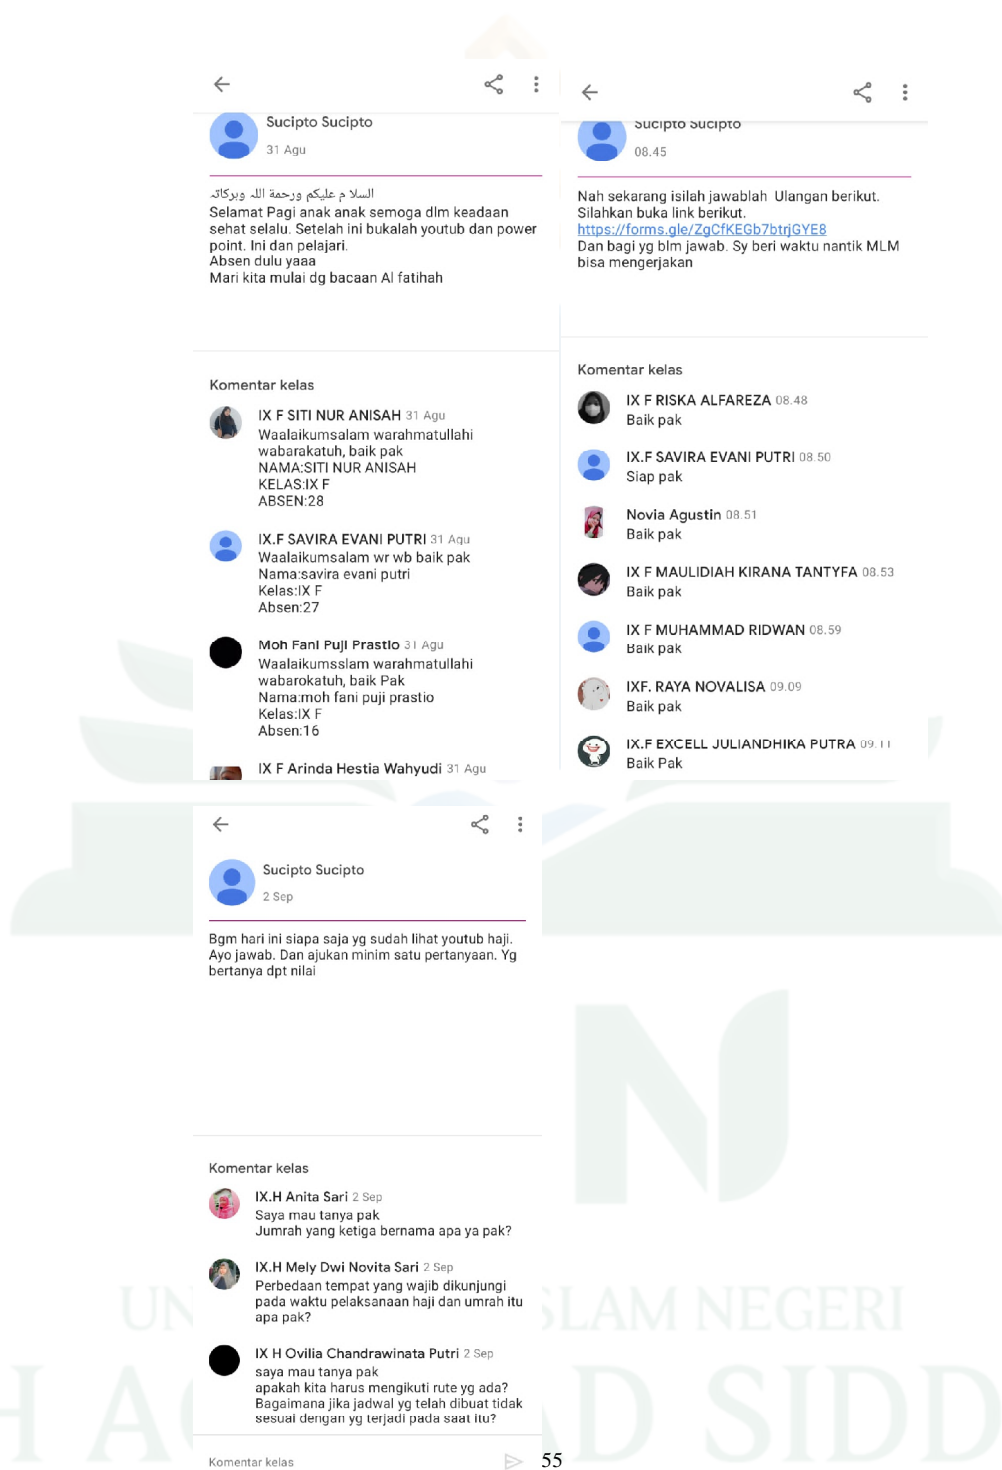 Sucipto Sucipto
31 Agu
السلا م عليكم ورحمة الله وبركاته
Selamat Pagi anak anak semoga dlm keadaan
sehat selalu. Setelah ini bukalah youtub dan power
point. Ini dan pelajari.
Absen dulu yaaa
Mari kita mulai dg bacaan Al fatihah
Komentar kelas
IX F SITI NUR ANISAH 31 Agu
Waalaikumsalam warahmatullahi
wabarakatuh, baik pak
NAMA:SITI NUR ANISAH
KELAS:IX F
ABSEN:28
IX.F SAVIRA EVANI PUTRI 31 Agu
Waalaikumsalam wr wb baik pak
Nama:savira evani putri
Kelas:IX F
Absen:27
Moh Fani Puji Prastio 31 Agu
Waalaikumsslam warahmatullahi
wabarokatuh, baik Pak
Nama:moh fani puji prastio
Kelas:IX F
Absen:16
IX F Arinda Hestia Wahyudi 31 Agu
Sucipto Sucipto
08.45
Nah sekarang isilah jawablah  Ulangan berikut.
Silahkan buka link berikut.
https://forms.gle/ZgCfKEGb7btrjGYE8
Dan bagi yg blm jawab. Sy beri waktu nantik MLM
bisa mengerjakan
Komentar kelas
IX F RISKA ALFAREZA 08.48
Baik pak
IX.F SAVIRA EVANI PUTRI 08.50
Siap pak
Novia Agustin 08.51
Baik pak
IX F MAULIDIAH KIRANA TANTYFA 08.53
Baik pak
IX F MUHAMMAD RIDWAN 08.59
Baik pak
IXF. RAYA NOVALISA 09.09
Baik pak
IX.F EXCELL JULIANDHIKA PUTRA 09.11
Baik Pak
Sucipto Sucipto
2 Sep
Bgm hari ini siapa saja yg sudah lihat youtub haji.
Ayo jawab. Dan ajukan minim satu pertanyaan. Yg
bertanya dpt nilai
Komentar kelas
IX.H Anita Sari 2 Sep
Saya mau tanya pak
Jumrah yang ketiga bernama apa ya pak?
IX.H Mely Dwi Novita Sari 2 Sep
Perbedaan tempat yang wajib dikunjungi
pada waktu pelaksanaan haji dan umrah itu
apa pak?
IX H Ovilia Chandrawinata Putri 2 Sep
saya mau tanya pak
apakah kita harus mengikuti rute yg ada?
Bagaimana jika jadwal yg telah dibuat tidak
sesuai dengan yg terjadi pada saat itu?
Komentar kelas
55
UN SLAM NEGERI
H A AD SIDD